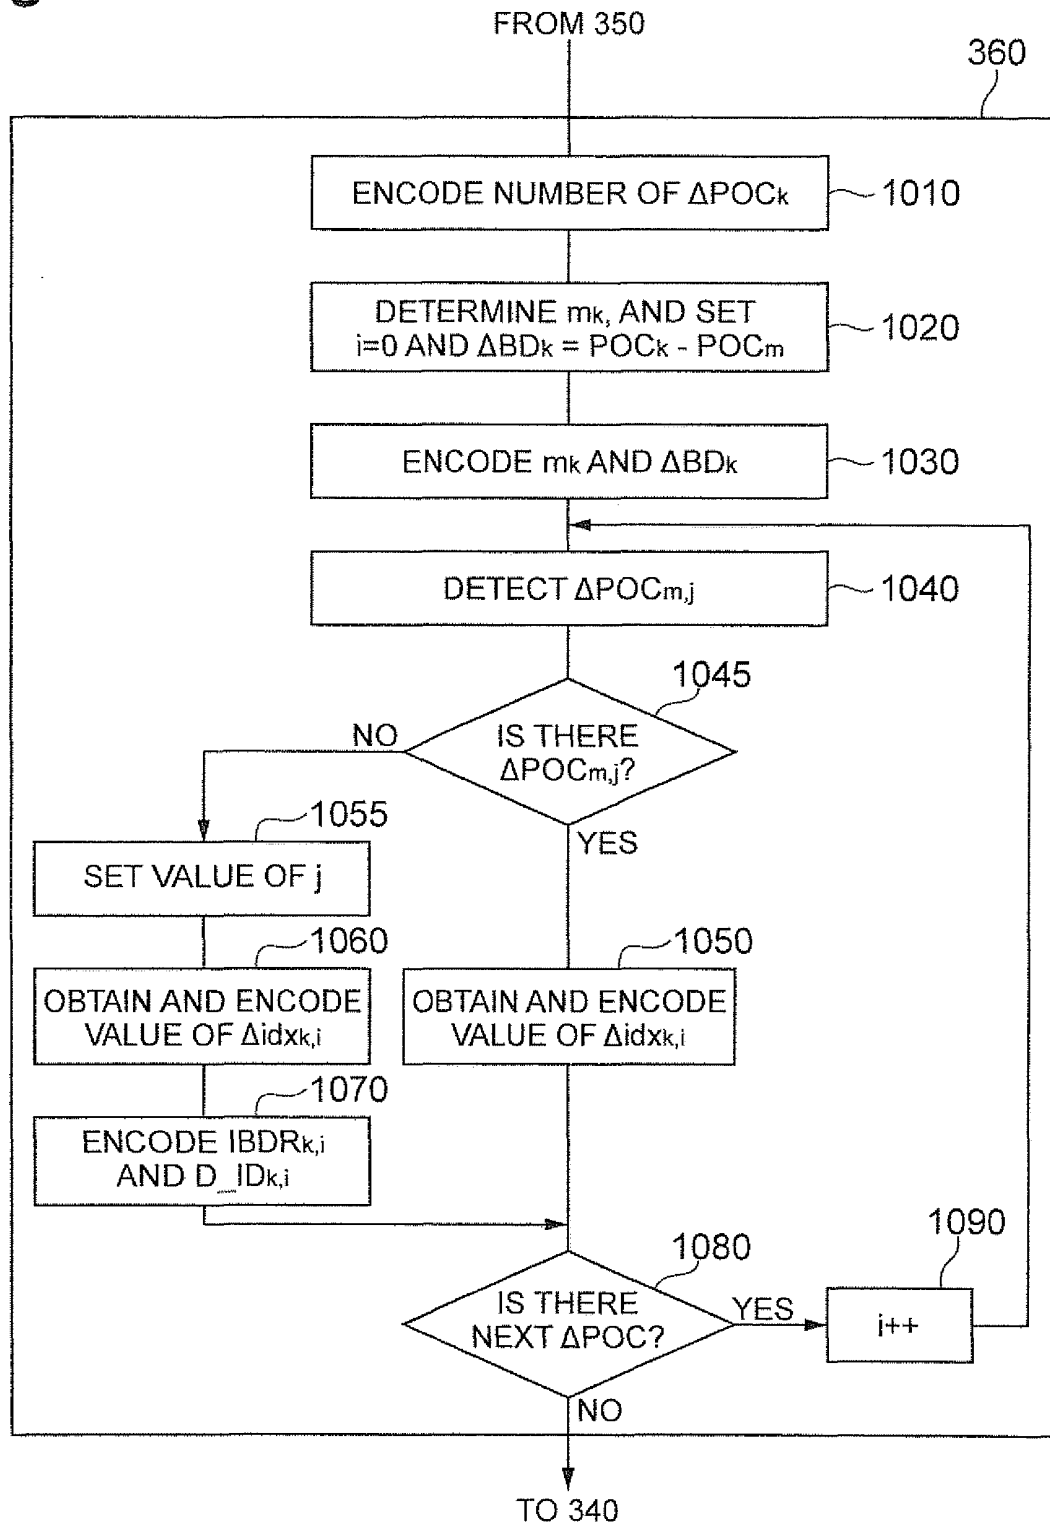 FROM 350
360
ENCODE NUMBER OF ΔPOCk
1010
DETERMINE mk, AND SET
i=0 AND ΔBDk = POCk - POCm
1020
ENCODE mk AND ΔBDk
1030
DETECT ΔPOCm,j
1040
1045
IS THERE
ΔPOCm,j?
NO
YES
1055
SET VALUE OF j
1060
OBTAIN AND ENCODE
VALUE OF Δidxk,i
1050
OBTAIN AND ENCODE
VALUE OF Δidxk,i
1070
ENCODE IBDRk,i
AND D_IDk,i
1080
IS THERE
NEXT ΔPOC?
YES
1090
i++
NO
TO 340